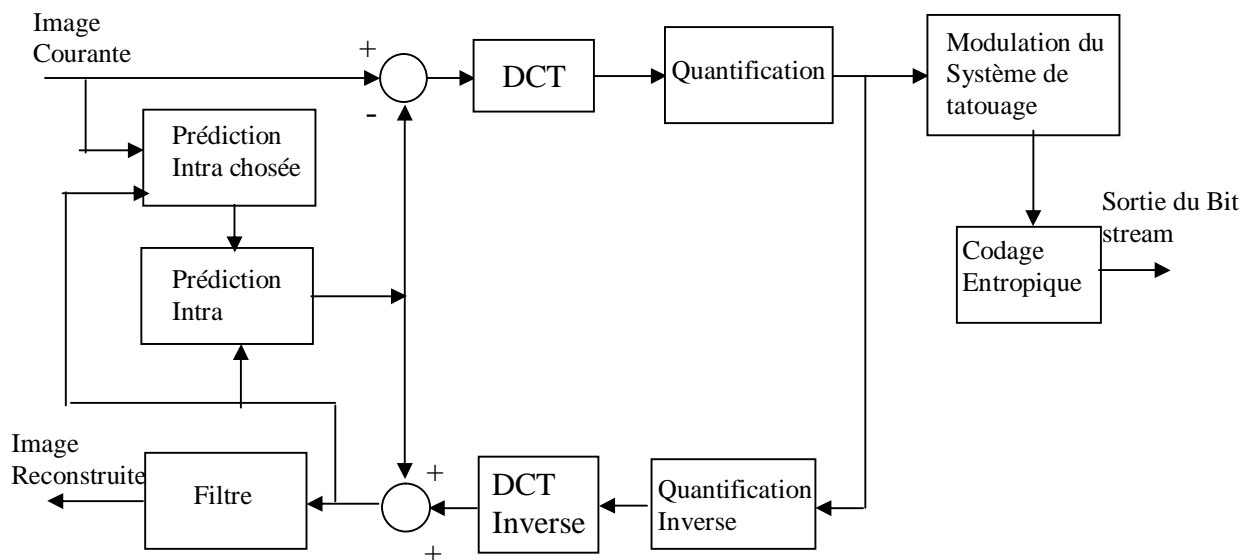 Image
Courante
+
-
DCT
Quantification
Modulation du
Système de
tatouage
Prédiction
Intra chosée
Prédiction
Intra
Codage
Entropique
Sortie du Bit
stream
Image
Reconstruite
Filtre
+
+
DCT
Inverse
Quantification
Inverse